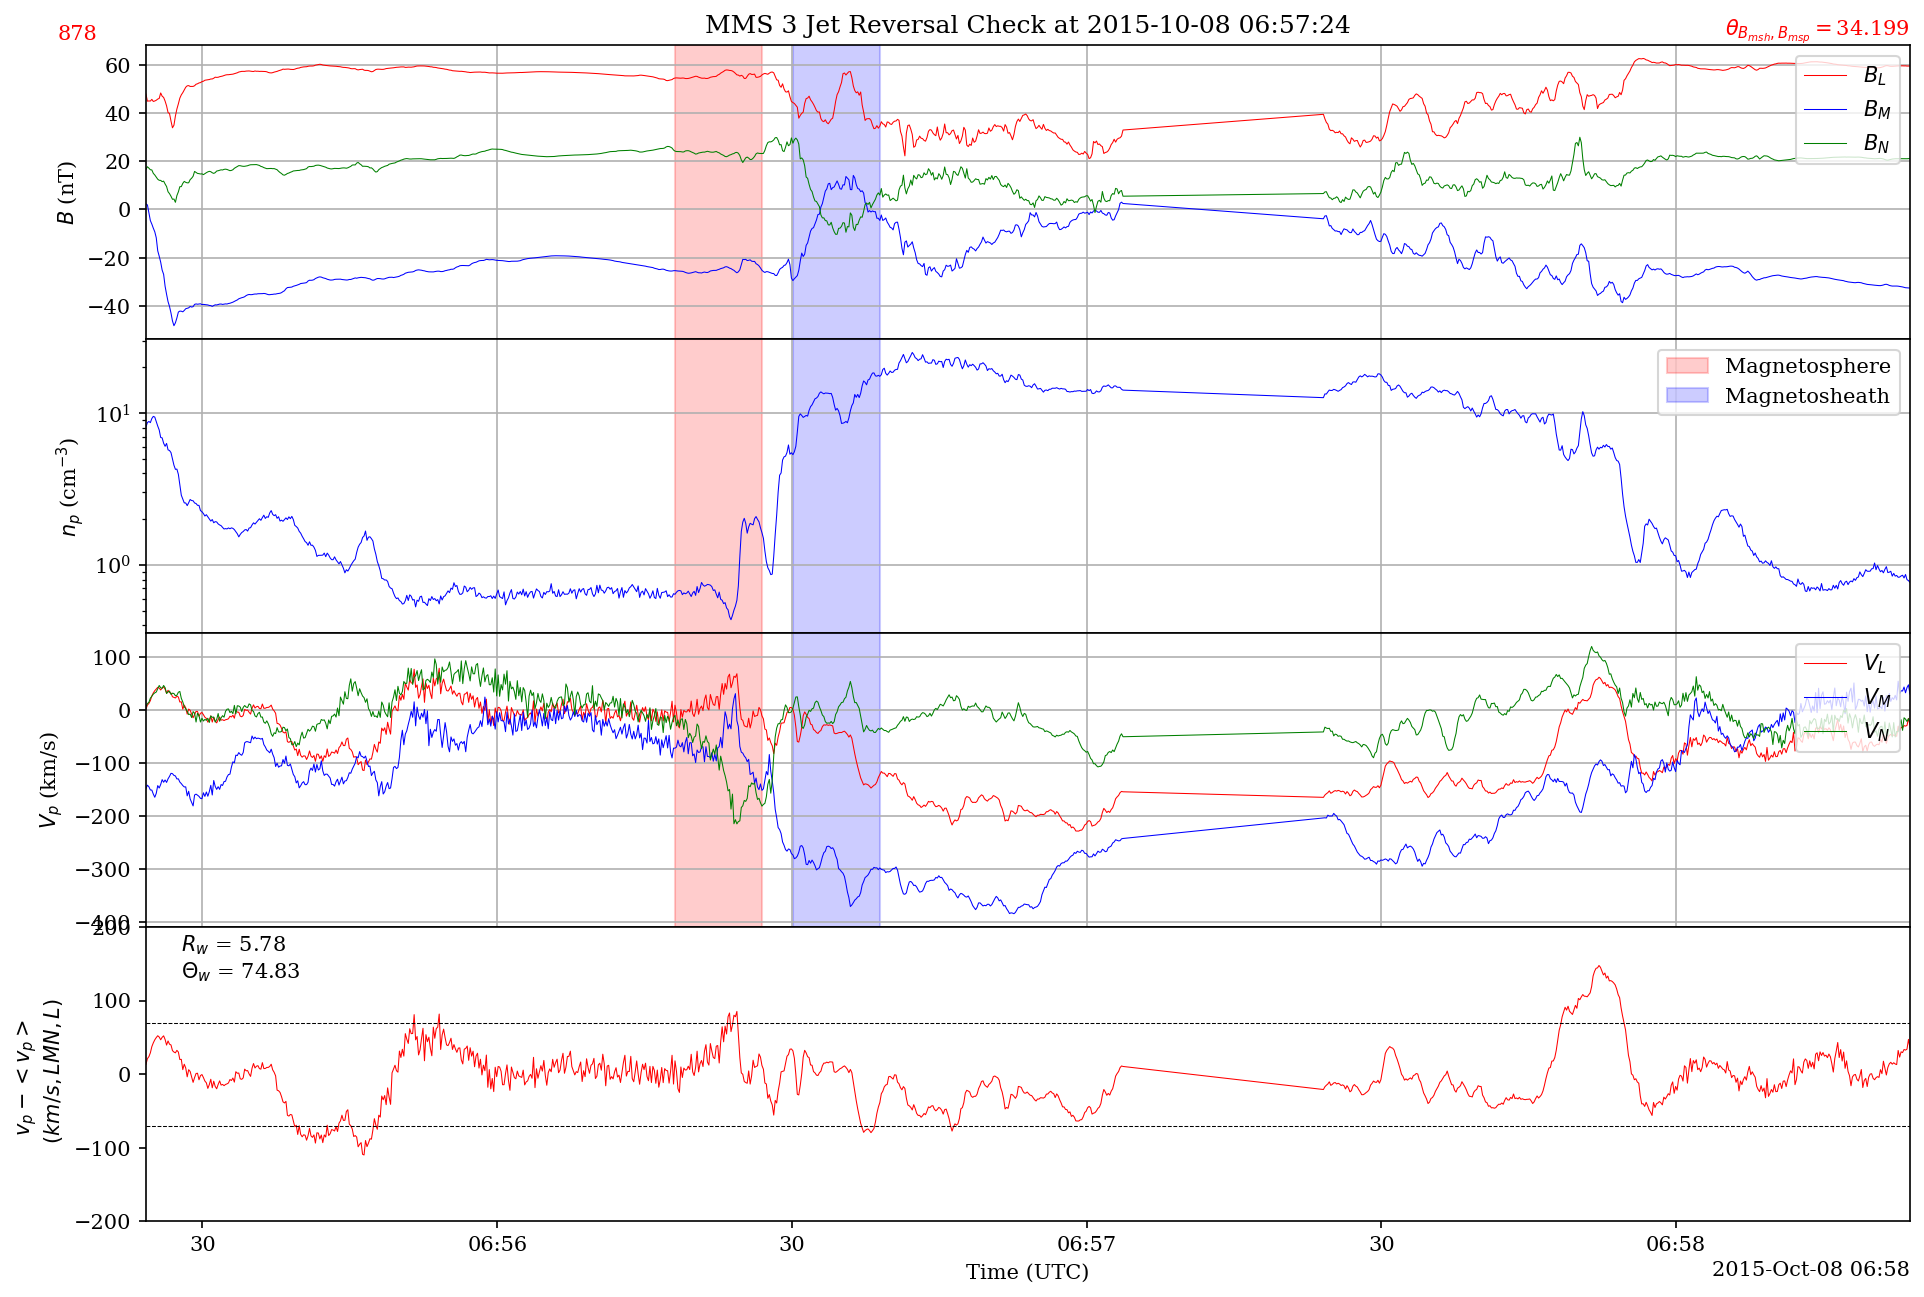 878
MMS 3 Jet Reversal Check at 2015-10-08 06:57:24
θ_{B_{msh}, B_{msp}} = 34.199
60
40
20
0
−20
−40
B (nT)
B_L
B_M
B_N
10^1
10^0
n_p (cm^{−3})
Magnetosphere
Magnetosheath
100
0
−100
−200
−300
−400
V_p (km/s)
V_L
V_M
V_N
200
100
0
−100
−200
v_p − < v_p >
(km/s, LMN, L)
R_w = 5.78
Θ_w = 74.83
30
06:56
30
06:57
30
06:58
Time (UTC)
2015-Oct-08 06:58